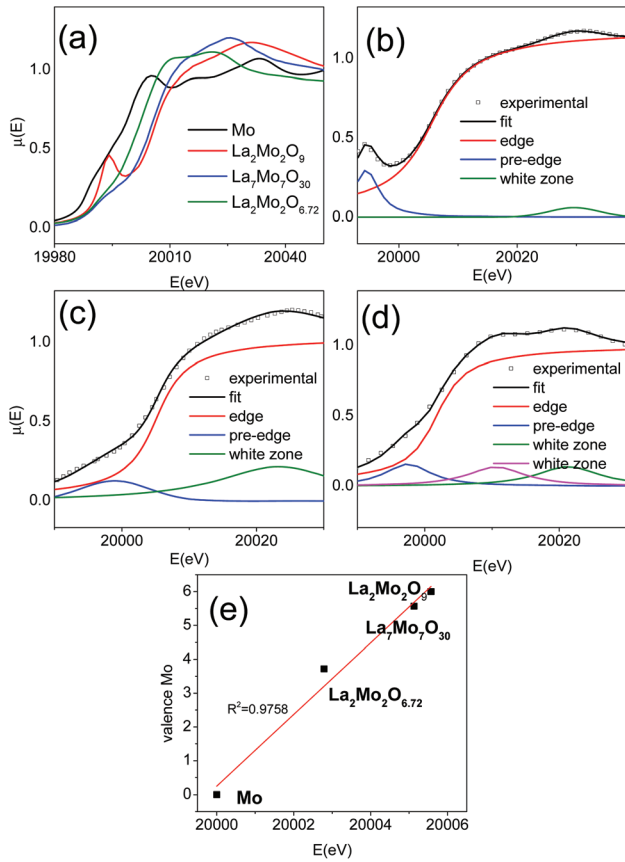 (a)
μ(E)
1.0
0.5
0.0
Mo
La2Mo2O9
La7Mo7O30
La2Mo2O6.72
19980 20010 20040
E(eV)
(b)
1.0
0.5
0.0
experimental
fit
edge
pre-edge
white zone
20000 20020
E(eV)
(c)
μ(E)
1.0
0.5
0.0
experimental
fit
edge
pre-edge
white zone
20000 20020
E(eV)
(d)
1.0
0.5
0.0
experimental
fit
edge
pre-edge
white zone
white zone
20000 20020
E(eV)
(e)
valence Mo
6
5
4
3
2
1
0
La2Mo2O9
La7Mo7O30
La2Mo2O6.72
R²=0.9758
Mo
20000 20002 20004 20006
E(eV)